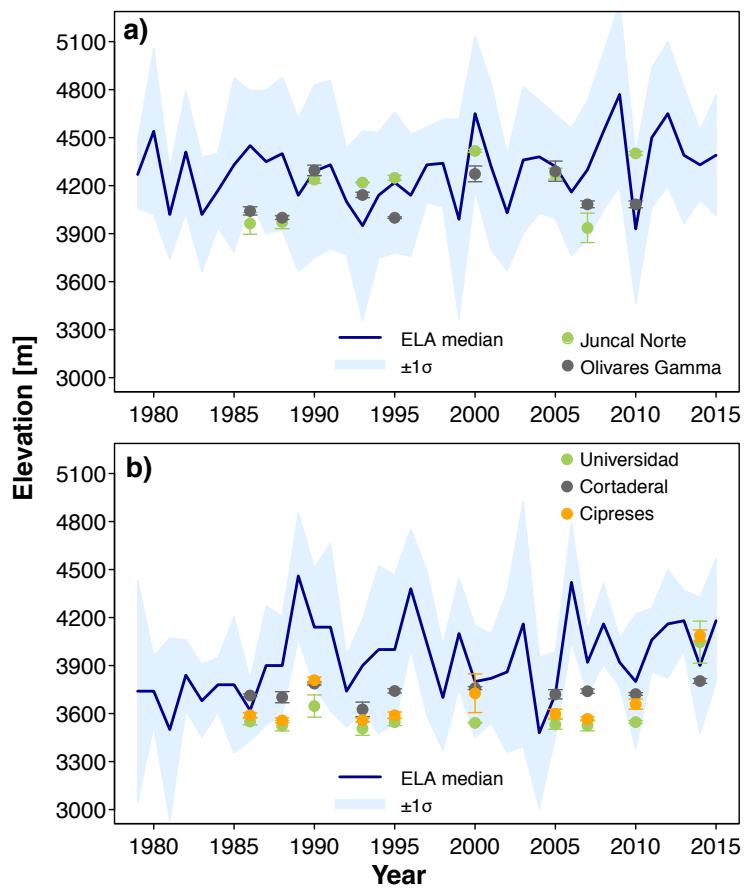 a)
5100
4800
4500
4200
3900
3600
3300
3000
ELA median
±1σ
Juncal Norte
Olivares Gamma
1980 1985 1990 1995 2000 2005 2010 2015
Elevation [m]
b)
Universidad
Cortaderal
Cipreses
5100
4800
4500
4200
3900
3600
3300
3000
ELA median
±1σ
1980 1985 1990 1995 2000 2005 2010 2015
Year